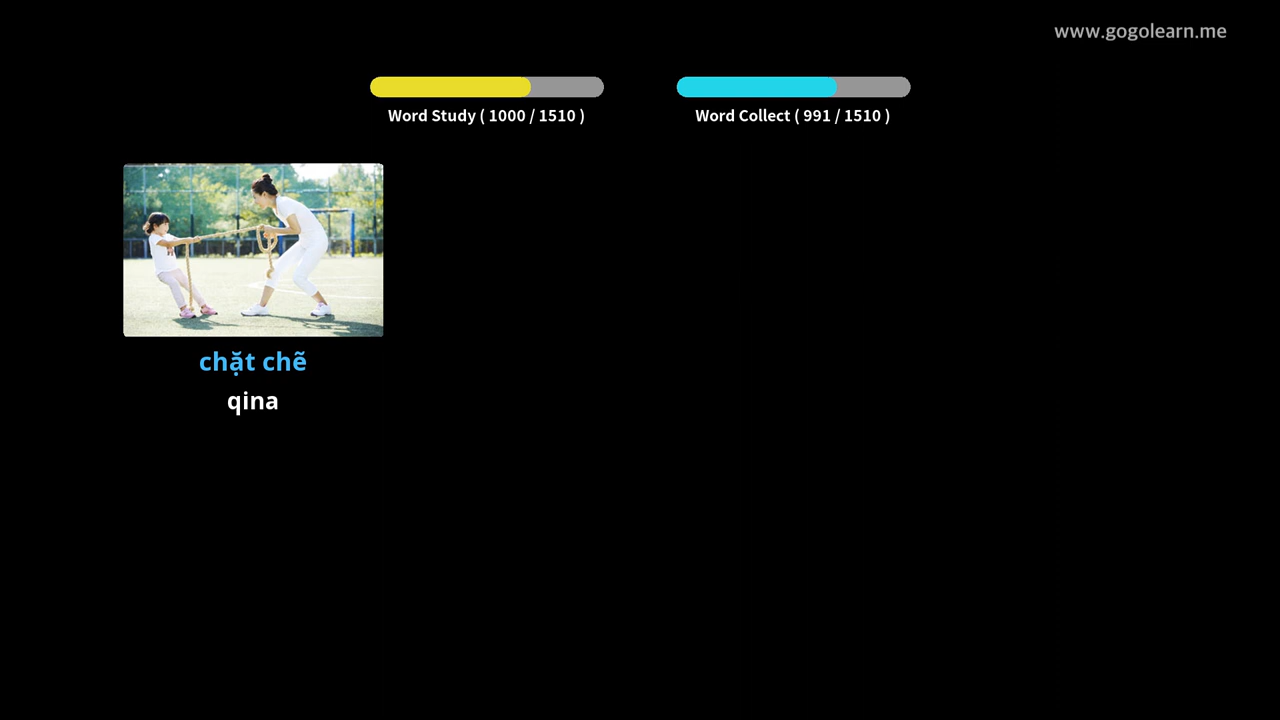 www.gogolearn.me
Word Study ( 1000 / 1510 )
Word Collect ( 991 / 1510 )
chặt chẽ
qina